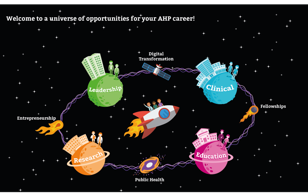 Welcome to a universe of opportunities for your AHP career!
Digital
Transformation
Leadership
Clinical
Fellowships
Entrepreneurship
Research
Education
Public Health